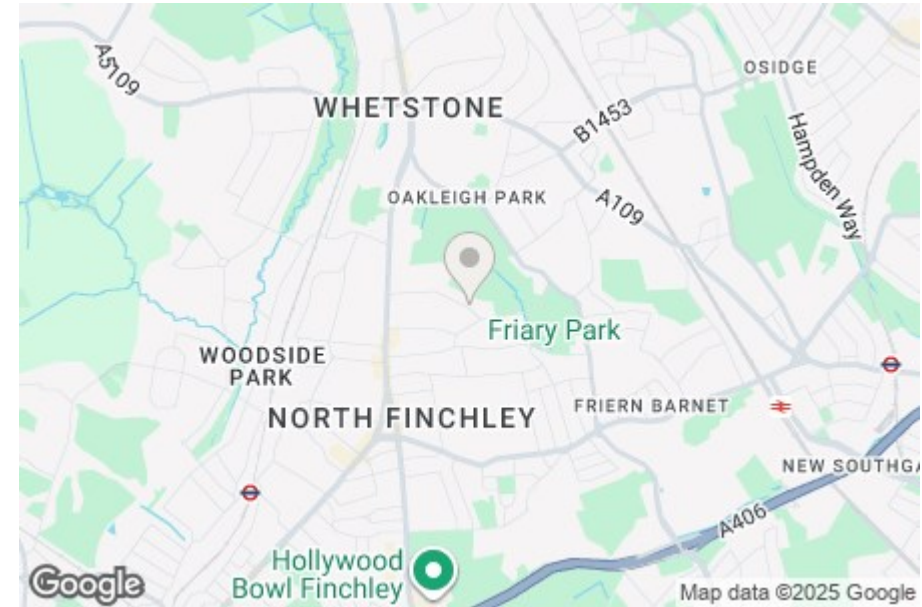 A5109
OSIDGE
WHETSTONE
B1453
Hampden Way
OAKLEIGH PARK
A109
Friary Park
WOODSIDE
PARK
FRIERN BARNET
NORTH FINCHLEY
NEW SOUTHGA
A406
Hollywood
Bowl Finchley
Google
Map data ©2025 Google